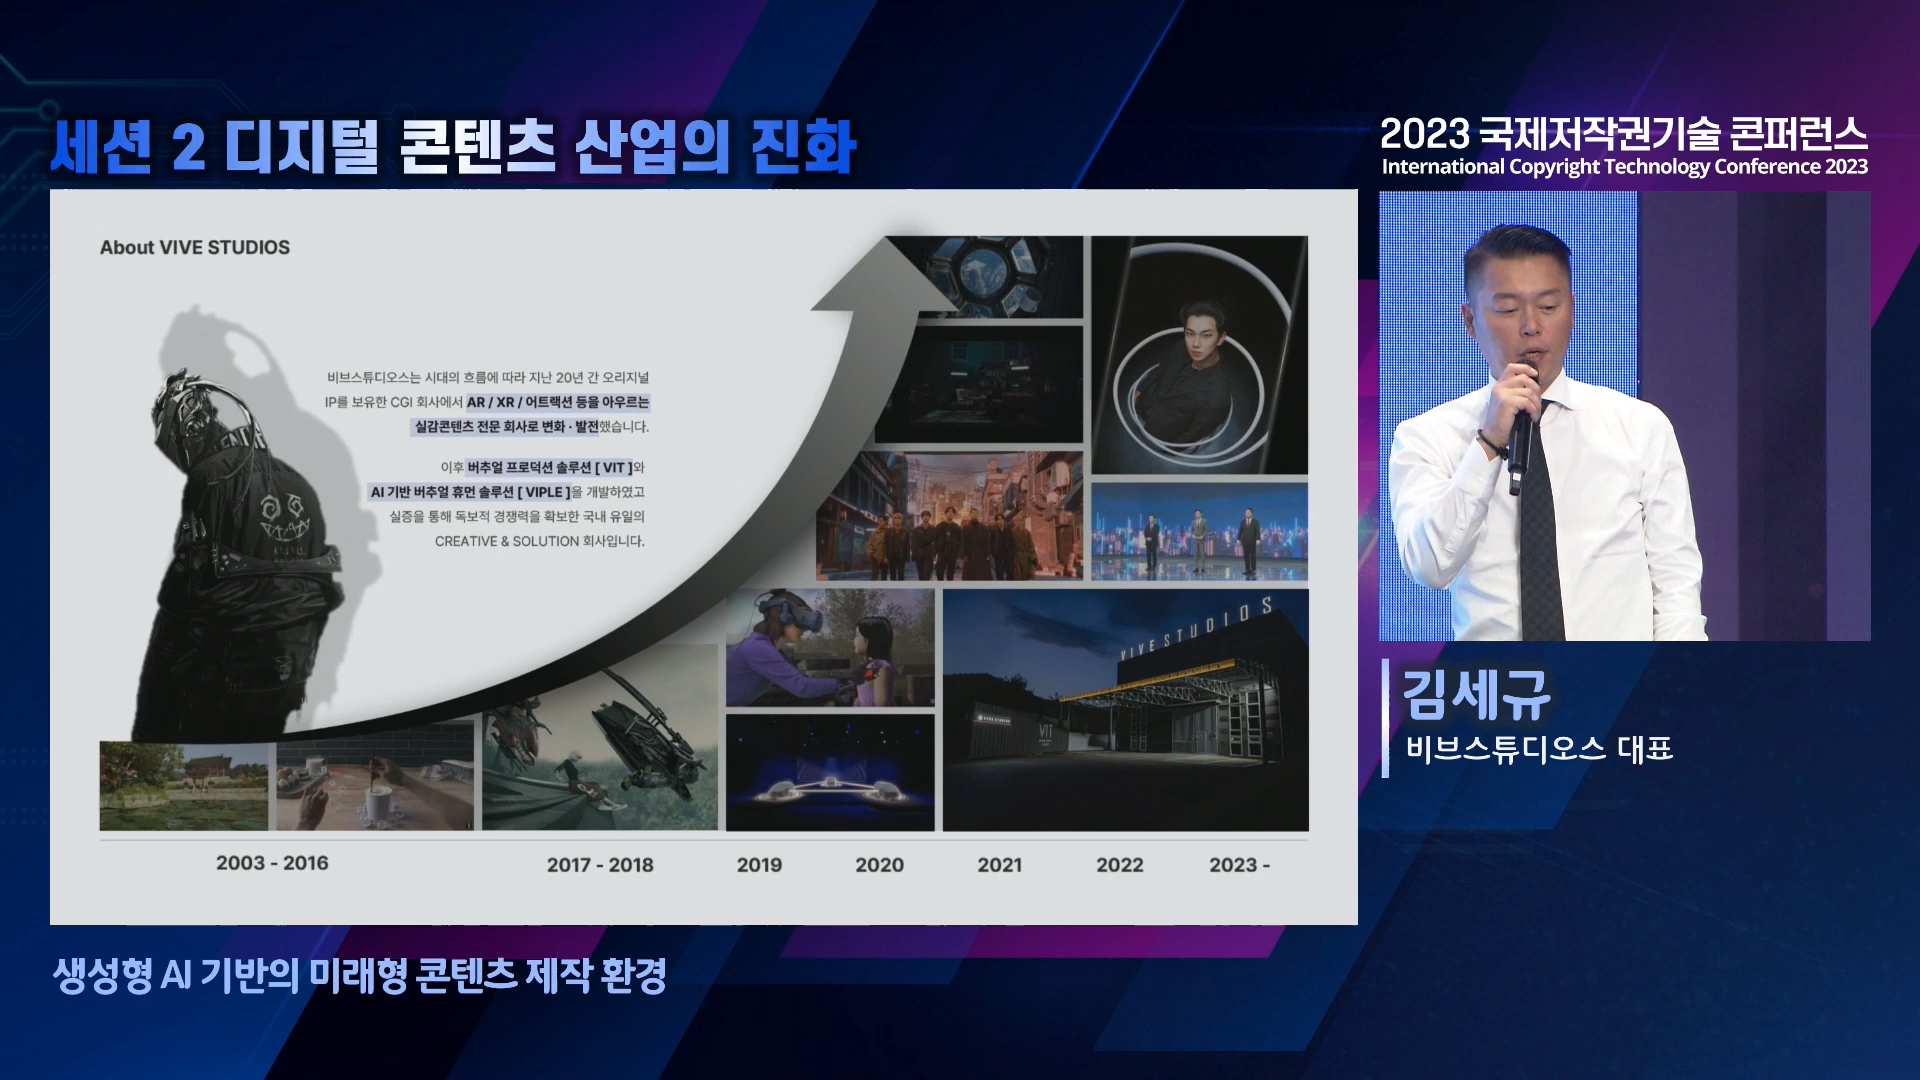 세션 2 디지털 콘텐츠 산업의 진화
2023 국제저작권기술 콘퍼런스
International Copyright Technology Conference 2023
About VIVE STUDIOS
비브스튜디오스는 시대의 흐름에 따라 지난 20년 간 오리지널
IP를 보유한 CGI 회사에서 AR / XR / 어트랙션 등을 아우르는
실감콘텐츠 전문 회사로 변화 · 발전했습니다.
이후 버추얼 프로덕션 솔루션 [ VIT ]와
AI 기반 버추얼 휴먼 솔루션 [ VIPLE ]을 개발하였고
실증을 통해 독보적 경쟁력을 확보한 국내 유일의
CREATIVE & SOLUTION 회사입니다.
VIVE STUDIOS
VIT
2003 - 2016
2017 - 2018
2019
2020
2021
2022
2023 -
김세규
비브스튜디오스 대표
생성형 AI 기반의 미래형 콘텐츠 제작 환경